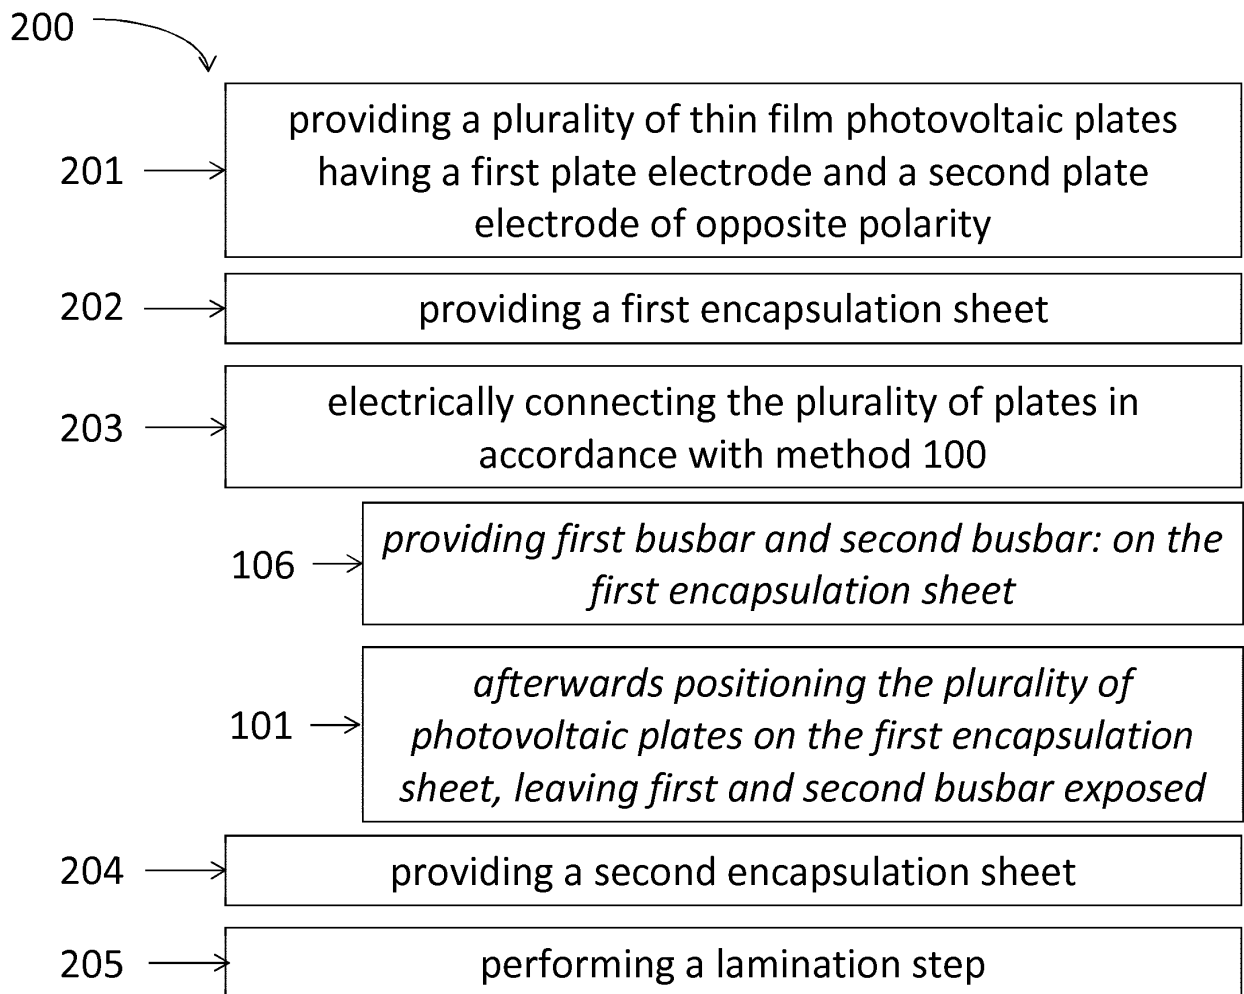 200
providing a plurality of thin film photovoltaic plates
201 having a first plate electrode and a second plate
electrode of opposite polarity
202 providing a first encapsulation sheet
electrically connecting the plurality of plates in
203 accordance with method 100
providing first busbar and second busbar: on the
106 first encapsulation sheet
afterwards positioning the plurality of
101 photovoltaic plates on the first encapsulation
sheet, leaving first and second busbar exposed
204 providing a second encapsulation sheet
205 performing a lamination step